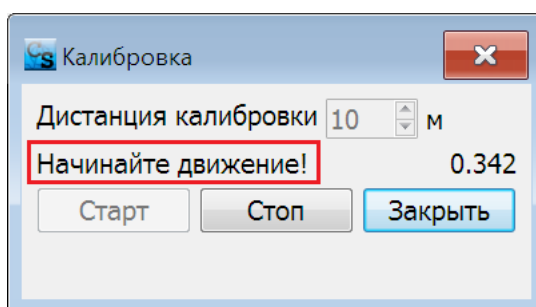 Калибровка
Дистанция калибровки 10 м
Начинайте движение! 0.342
Старт Стоп Закрыть